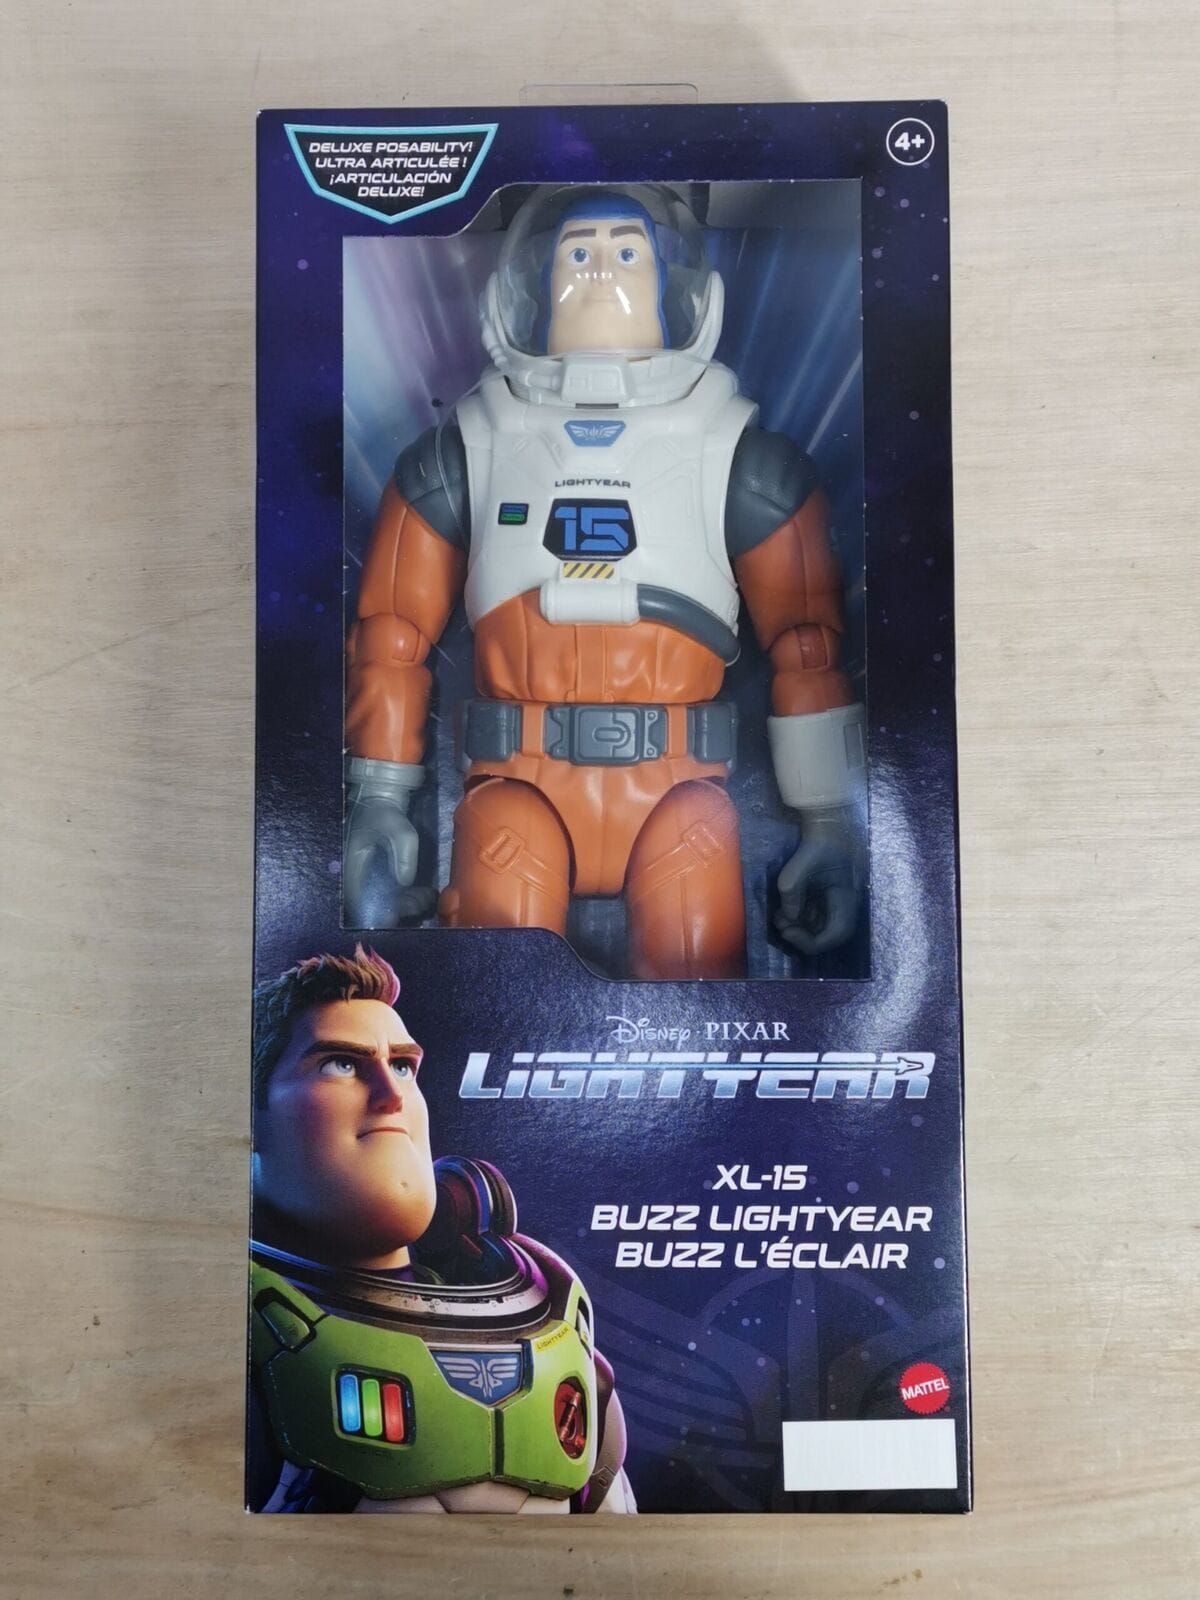 DELUXE POSABILITY!
ULTRA ARTICULÉE !
¡ARTICULACIÓN
DELUXE!
4+
LIGHTYEAR
15
DISNEY · PIXAR
LIGHTYEAR
XL-15
BUZZ LIGHTYEAR
BUZZ L'ÉCLAIR
LIGHTYEAR
MATTEL